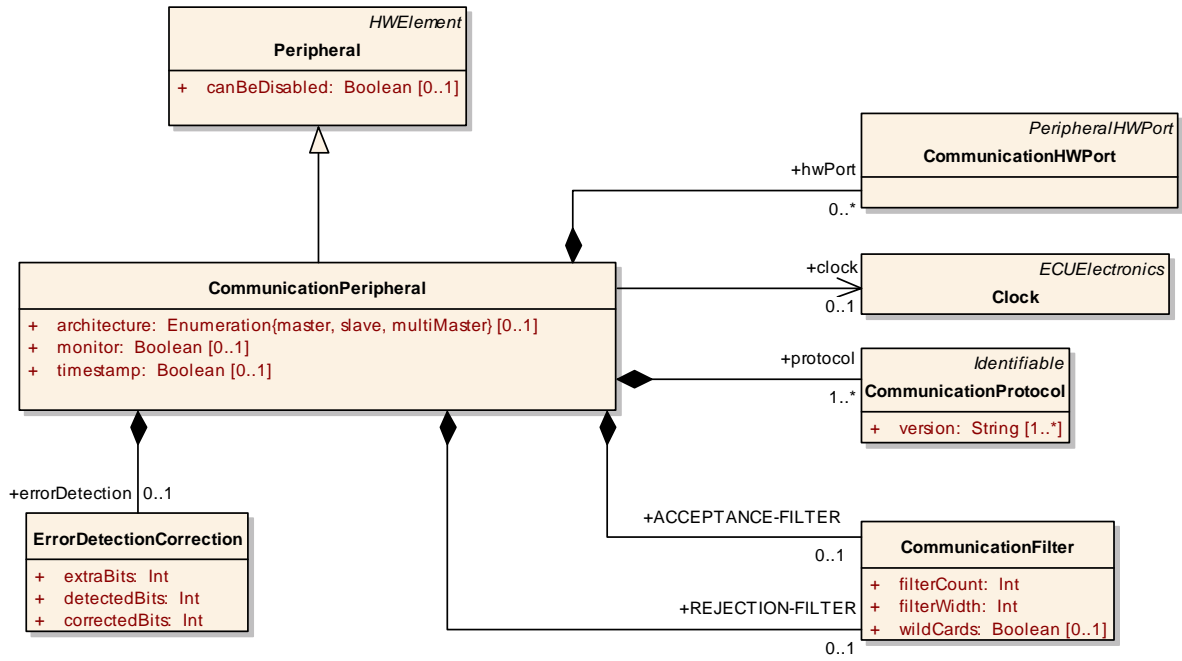 HWElement
Peripheral
+ canBeDisabled: Boolean [0..1]
PeripheralHWPort
CommunicationHWPort
+hwPort
0..*
ECUElectronics
Clock
+clock
0..1
CommunicationPeripheral
+ architecture: Enumeration{master, slave, multiMaster} [0..1]
+ monitor: Boolean [0..1]
+ timestamp: Boolean [0..1]
Identifiable
CommunicationProtocol
+ version: String [1..*]
+protocol
1..*
+errorDetection 0..1
ErrorDetectionCorrection
+ extraBits: Int
+ detectedBits: Int
+ correctedBits: Int
+ACCEPTANCE-FILTER
0..1
+REJECTION-FILTER
0..1
CommunicationFilter
+ filterCount: Int
+ filterWidth: Int
+ wildCards: Boolean [0..1]